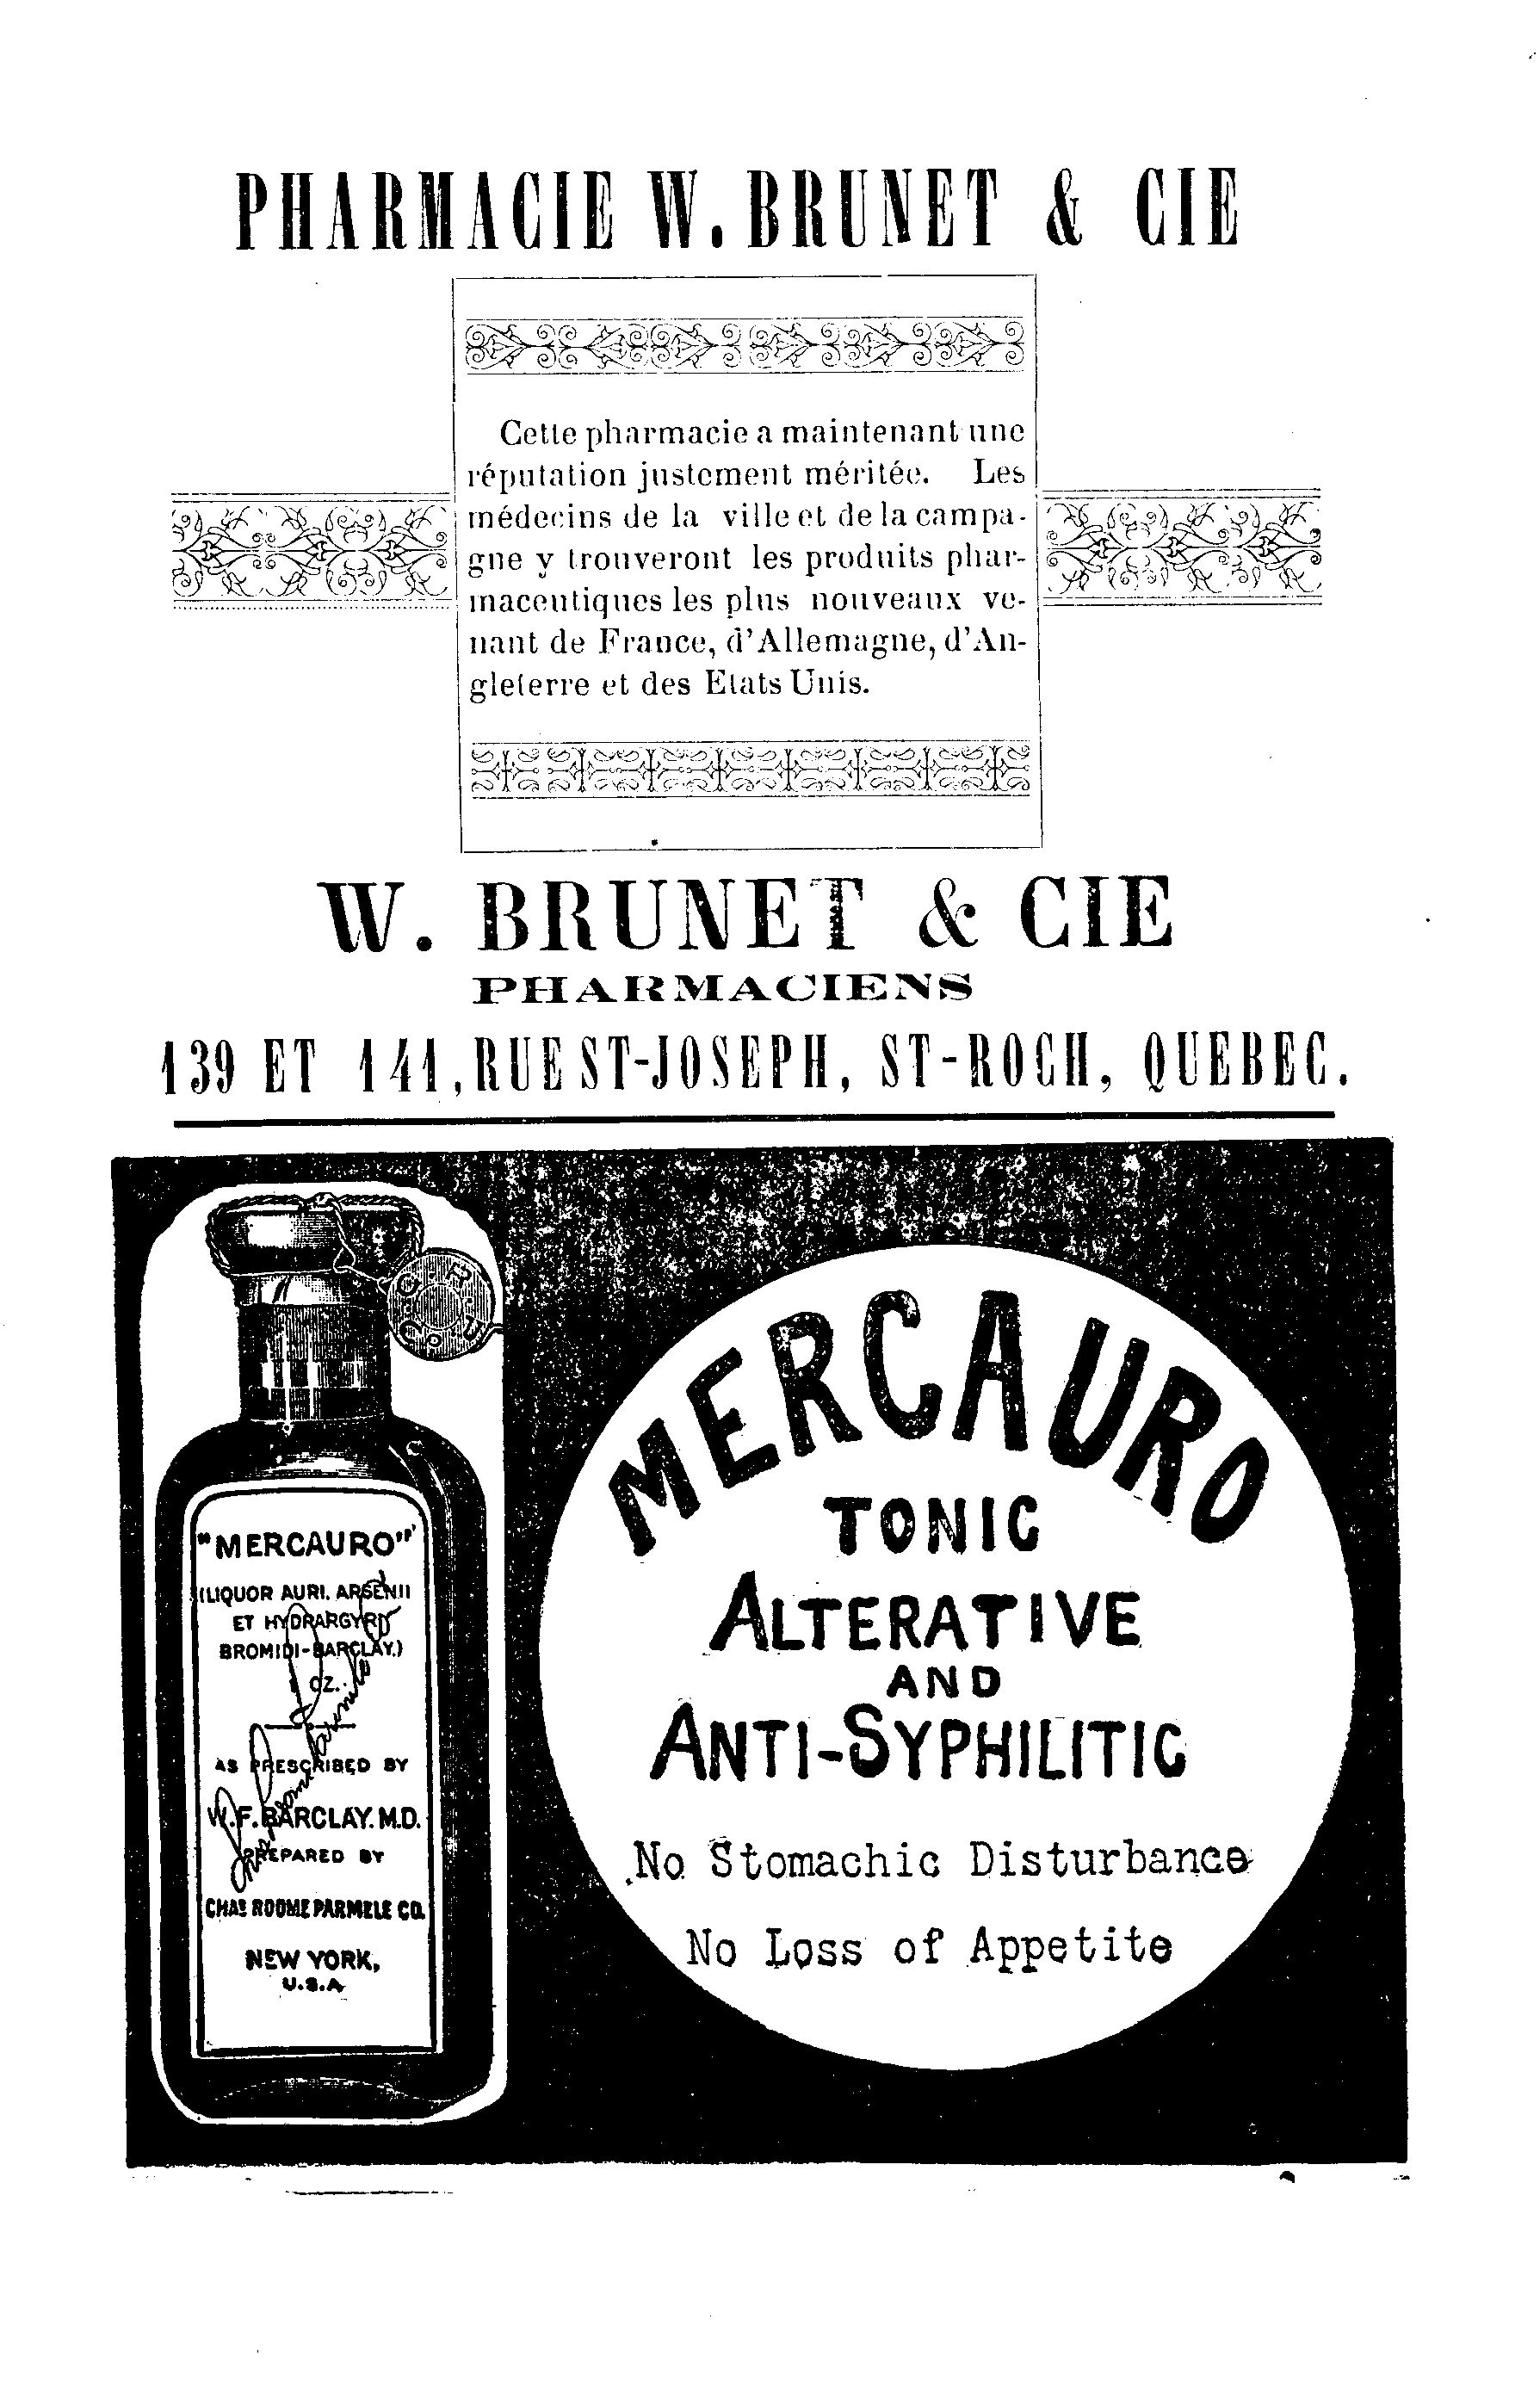 PHARMACIE W. BRUNET & CIE
Cette pharmacie a maintenant une
réputation justement méritée. Les
médecins de la ville et de la campa-
gne y trouveront les produits phar-
maceutiques les plus nouveaux ve-
nant de France, d'Allemagne, d'An-
gleterre et des Etats Unis.
W. BRUNET & CIE
PHARMACIENS
139 ET 141, RUE ST-JOSEPH, ST-ROCH, QUEBEC.
"MERCAURO"
(LIQUOR AURI. ARSENII
ET HYDRARGYRI
BROMIDI-BARCLAY.)
OZ.
AS PRESCRIBED BY
W.F. BARCLAY. M.D.
PREPARED BY
CHAS ROOME PARMELE CO.
NEW YORK,
U.S.A
MERCAURO
TONIC
ALTERATIVE
AND
ANTI-SYPHILITIC
No Stomachic Disturbance
No Loss of Appetite